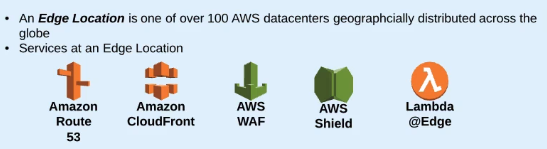 • An Edge Location is one of over 100 AWS datacenters geographcially distributed across the
globe
• Services at an Edge Location
Amazon Route 53
Amazon CloudFront
AWS WAF
AWS Shield
Lambda @Edge